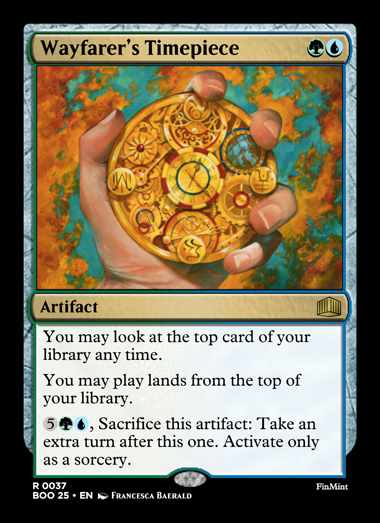 Wayfarer's Timepiece
Artifact
You may look at the top card of your
library any time.
You may play lands from the top of
your library.
5, Sacrifice this artifact: Take an
extra turn after this one. Activate only
as a sorcery.
R 0037
BOO 25 • EN Francesca Baerald
FinMint